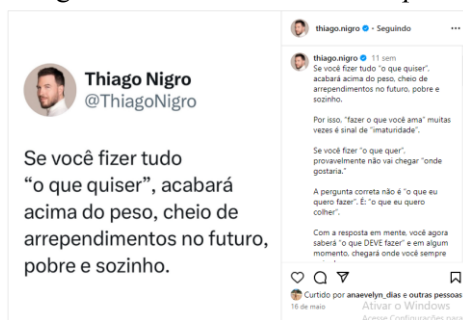 Thiago Nigro
@ThiagoNigro
Se você fizer tudo
“o que quiser”, acabará
acima do peso, cheio de
arrependimentos no futuro,
pobre e sozinho.
thiago.nigro • Seguindo
thiago.nigro 11 sem
Se você fizer tudo "o que quiser",
acabará acima do peso, cheio de
arrependimentos no futuro, pobre e
sozinho.
Por isso, "fazer o que você ama" muitas
vezes é sinal de "imaturidade".
Se você fizer "o que quer",
provavelmente não vai chegar "onde
gostaria."
A pergunta correta não é "o que eu
quero fazer". É: "o que eu quero
colher".
Com a resposta em mente, você agora
saberá "o que DEVE fazer" e em algum
momento, chegará onde você sempre
Curtido por anaevelyn_dias e outras pessoas
16 de maio
Ativar o Windows
Acesse Configurações para